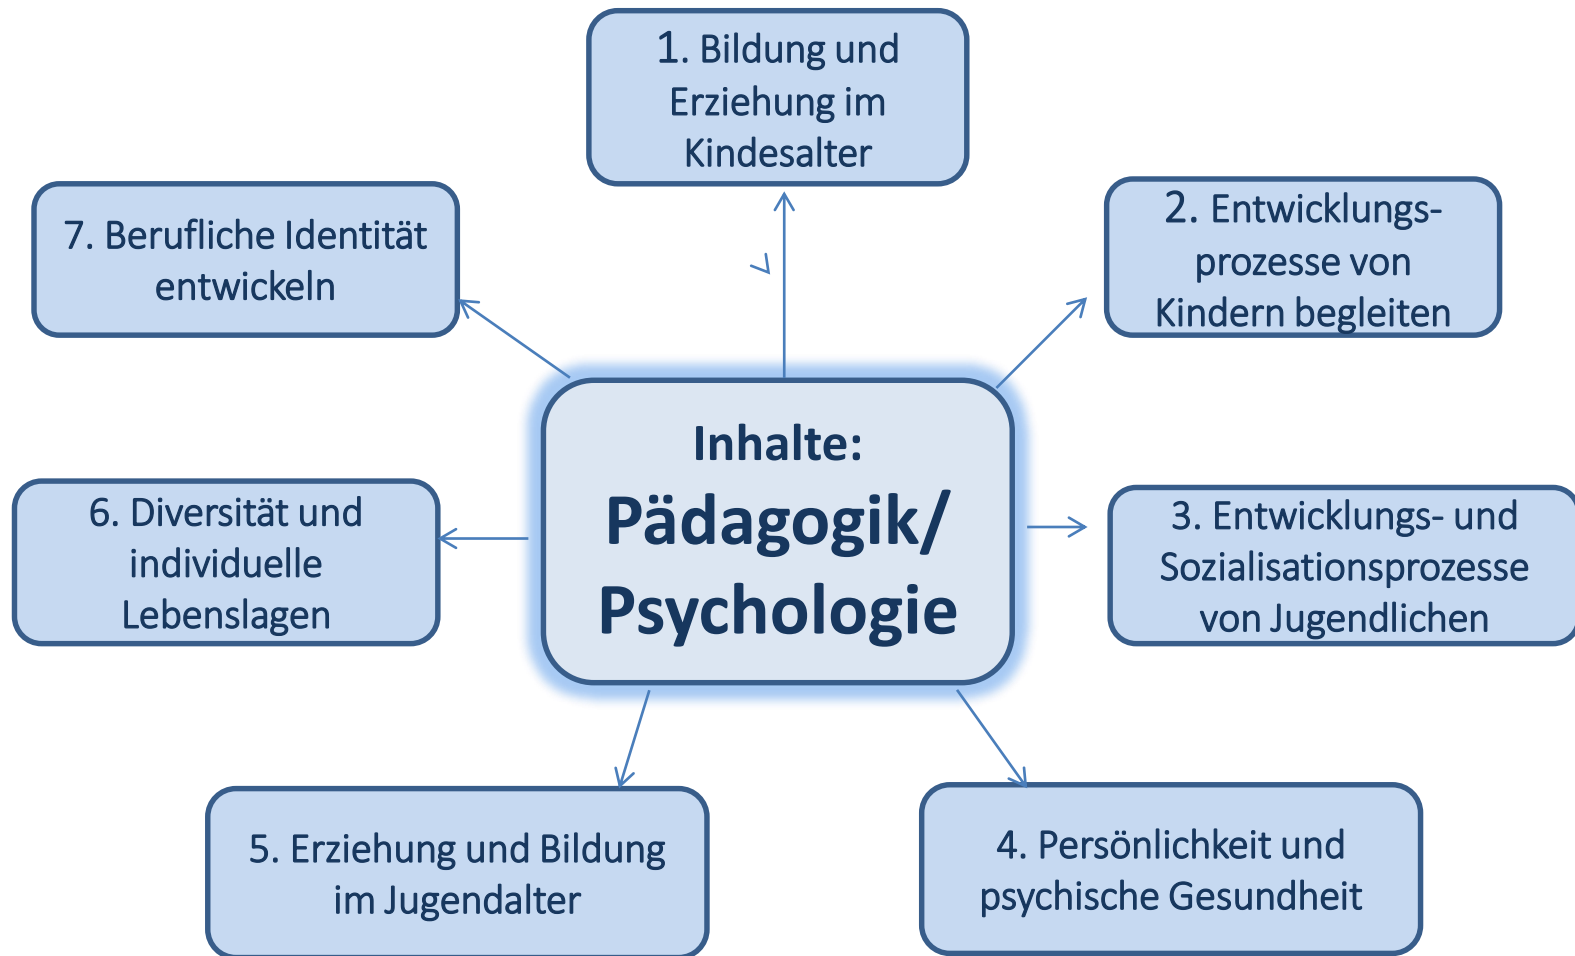 1. Bildung und
Erziehung im
Kindesalter
2. Entwicklungs-
prozesse von
Kindern begleiten
7. Berufliche Identität
entwickeln
Inhalte:
Pädagogik/
Psychologie
3. Entwicklungs- und
Sozialisationsprozesse
von Jugendlichen
6. Diversität und
individuelle
Lebenslagen
4. Persönlichkeit und
psychische Gesundheit
5. Erziehung und Bildung
im Jugendalter